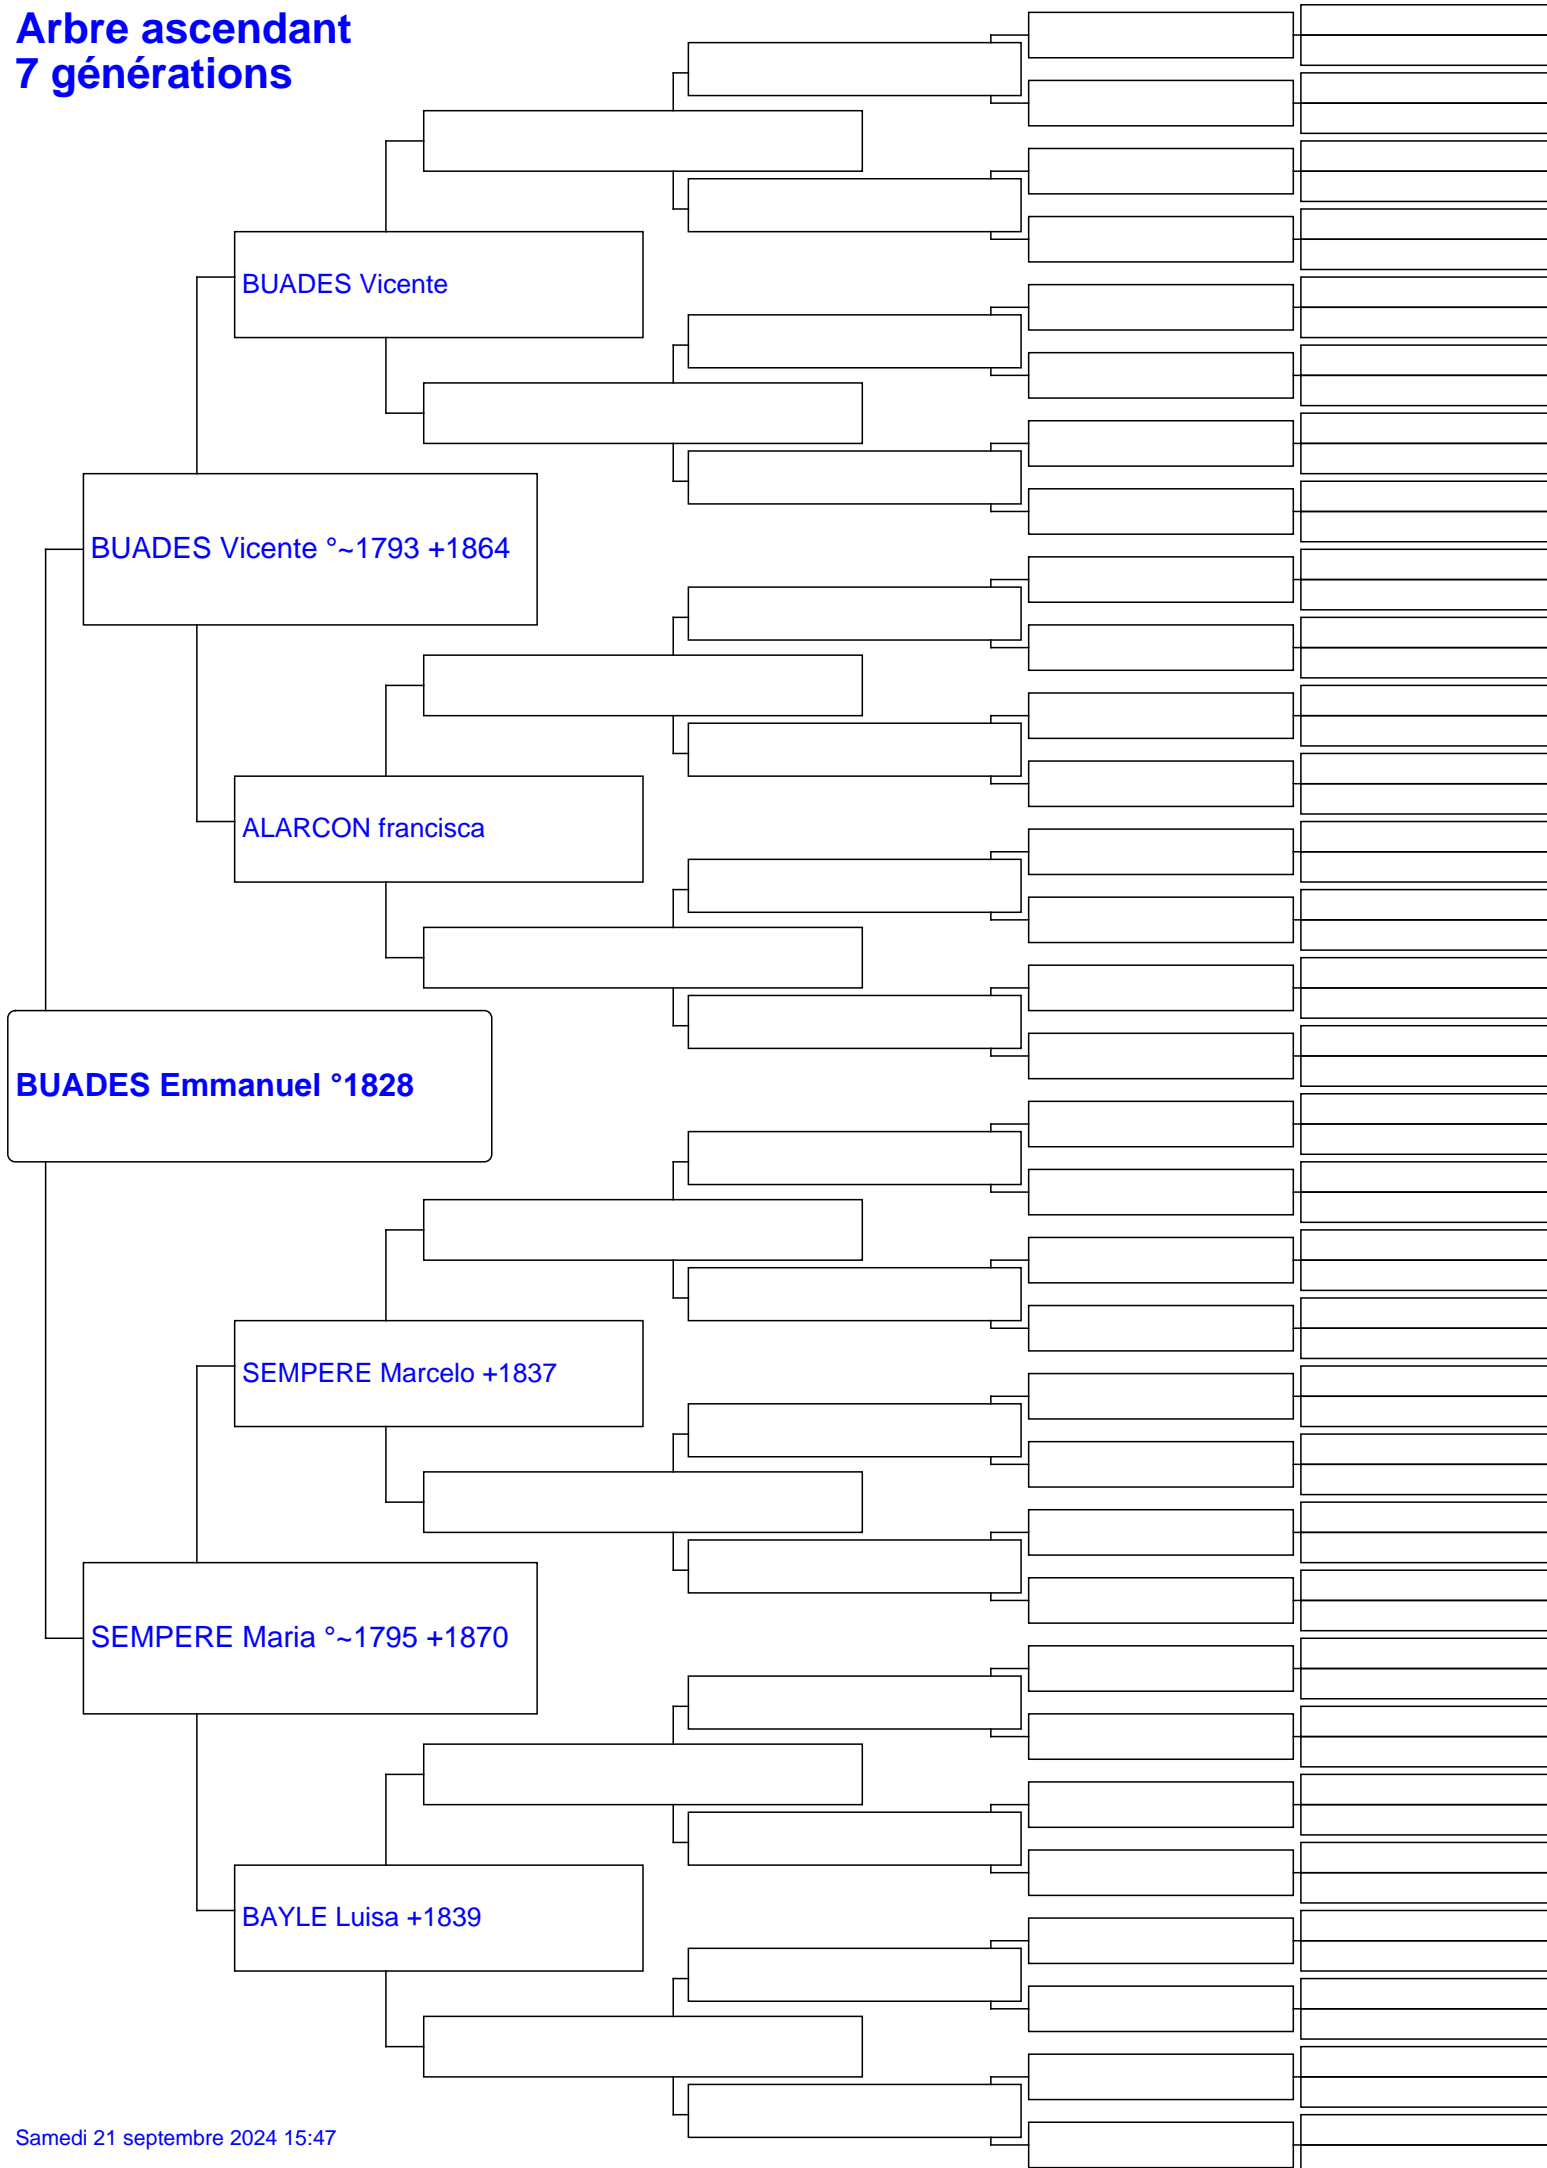 Arbre ascendant
7 générations
BUADES Vicente
BUADES Vicente °~1793 +1864
ALARCON francisca
BUADES Emmanuel °1828
SEMPERE Marcelo +1837
SEMPERE Maria °~1795 +1870
BAYLE Luisa +1839
Samedi 21 septembre 2024 15:47